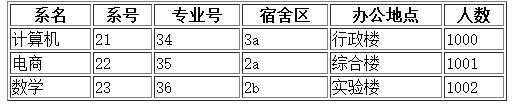 系名 系号 专业号 宿舍区 办公地点 人数
计算机 21 34 3a 行政楼 1000
电商 22 35 2a 综合楼 1001
数学 23 36 2b 实验楼 1002